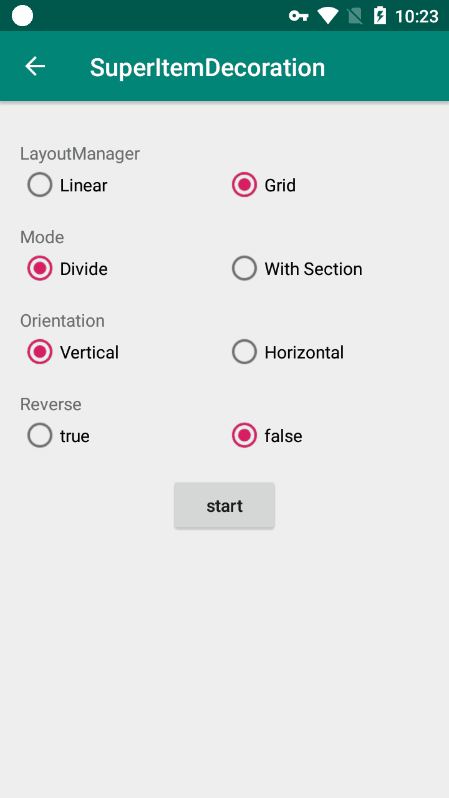 10:23
SuperItemDecoration
LayoutManager
Linear Grid
Mode
Divide With Section
Orientation
Vertical Horizontal
Reverse
true false
start